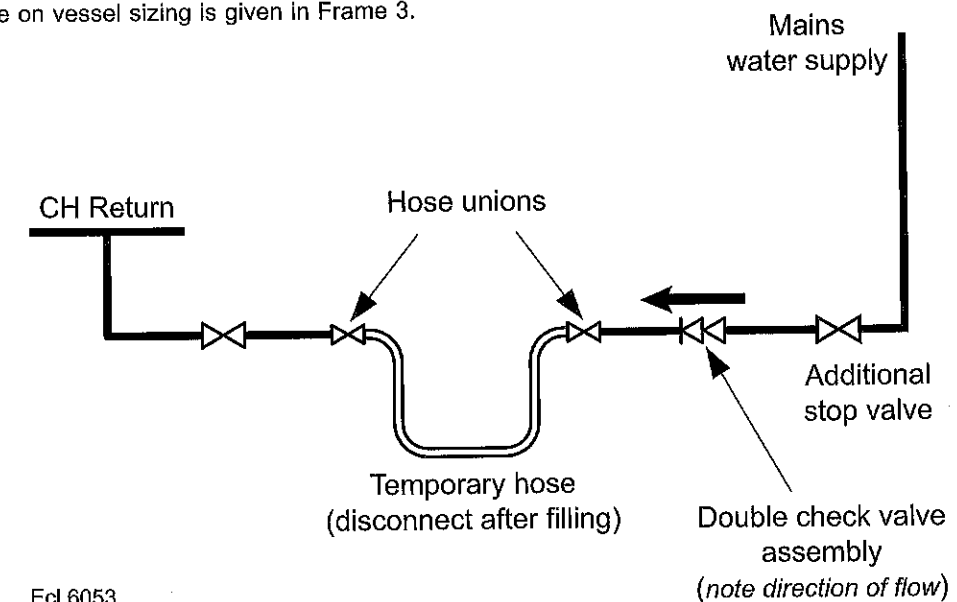 e on vessel sizing is given in Frame 3.
Mains
water supply
CH Return
Hose unions
Additional
stop valve
Temporary hose
(disconnect after filling)
Double check valve
assembly
(note direction of flow)
Ecl 6053